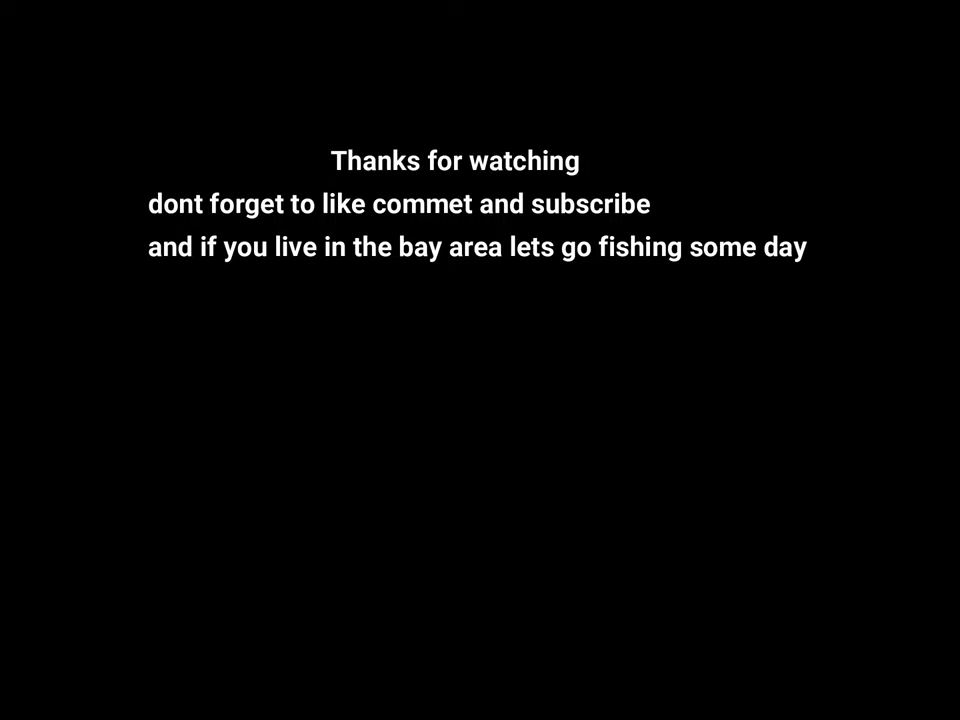 Thanks for watching
dont forget to like commet and subscribe
and if you live in the bay area lets go fishing some day